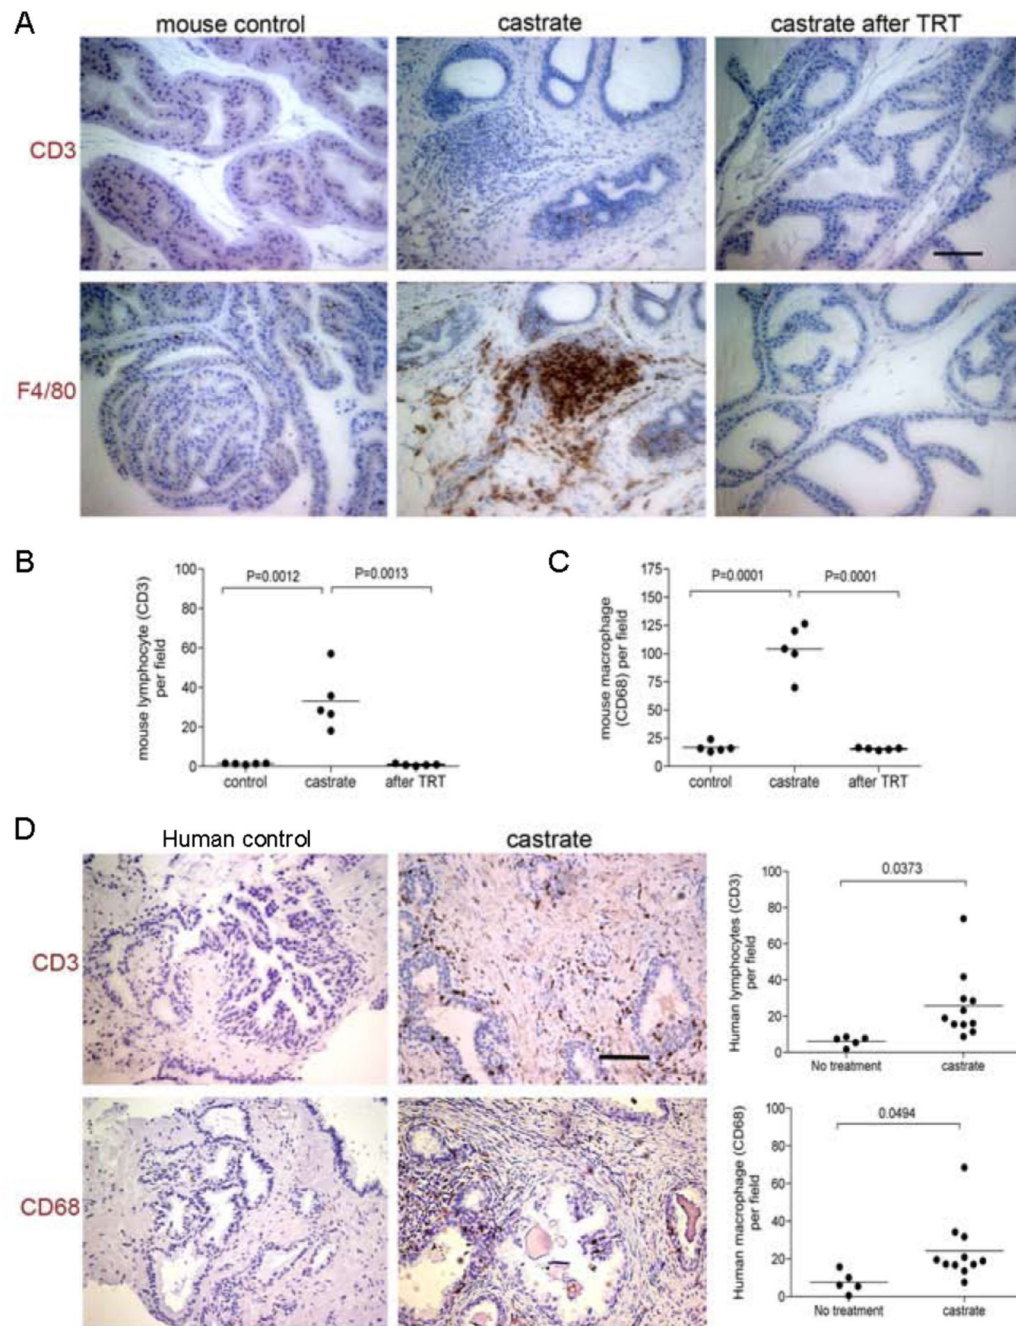 A
mouse control
castrate
castrate after TRT
CD3
F4/80
B
mouse lymphocyte (CD3)
per field
100
80
60
40
20
0
P=0.0012
P=0.0013
control
castrate
after TRT
C
mouse macrophage
(CD68) per field
175
150
125
100
75
50
25
0
P=0.0001
P=0.0001
control
castrate
after TRT
D
Human control
castrate
CD3
CD68
Human lymphocytes (CD3)
per field
100
80
60
40
20
0
0.0373
No treatment
castrate
Human macrophage (CD68)
per field
100
80
60
40
20
0
0.0494
No treatment
castrate